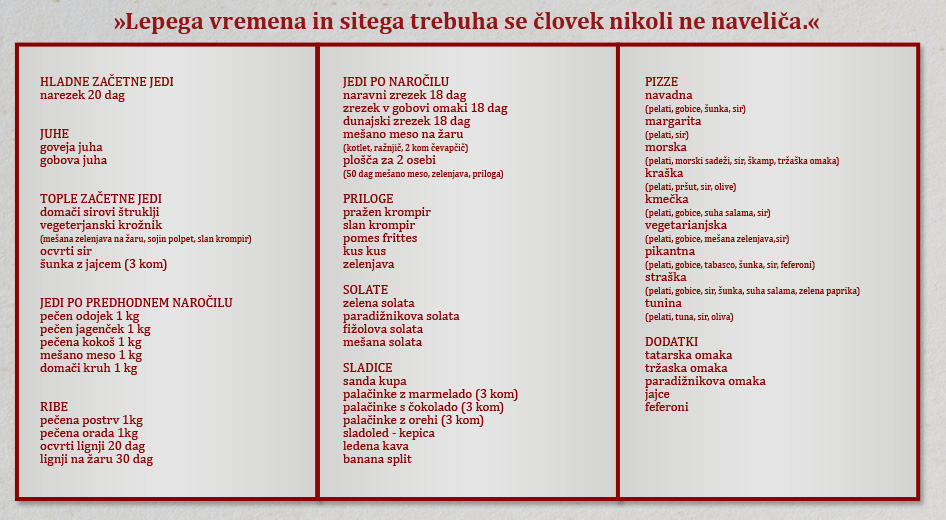 »Lepega vremena in sitega trebuha se človek nikoli ne naveliča.«
HLADNE ZAČETNE JEDI
narezek 20 dag
JUHE
goveja juha
gobova juha
TOPLE ZAČETNE JEDI
domači sirovi štruklji
vegeterjanski krožnik
(mešana zelenjava na žaru, sojin polpet, slan krompir)
ocvrti sir
šunka z jajcem (3 kom)
JEDI PO PREDHODNEM NAROČILU
pečen odojek 1 kg
pečen jagenček 1 kg
pečena kokoš 1 kg
mešano meso 1 kg
domači kruh 1 kg
RIBE
pečena postrv 1kg
pečena orada 1kg
ocvrti lignji 20 dag
lignji na žaru 30 dag
JEDI PO NAROČILU
naravni zrezek 18 dag
zrezek v gobovi omaki 18 dag
dunajski zrezek 18 dag
mešano meso na žaru
(kotlet, ražnjič, 2 kom čevapčič)
plošča za 2 osebi
(50 dag mešano meso, zelenjava, priloga)
PRILOGE
pražen krompir
slan krompir
pomes frittes
kus kus
zelenjava
SOLATE
zelena solata
paradižnikova solata
fižolova solata
mešana solata
SLADICE
sanda kupa
palačinke z marmelado (3 kom)
palačinke s čokolado (3 kom)
palačinke z orehi (3 kom)
sladoled - kepica
ledena kava
banana split
PIZZE
navadna
(pelati, gobice, šunka, sir)
margarita
(pelati, sir)
morska
(pelati, morski sadeži, sir, škamp, tržaška omaka)
kraška
(pelati, pršut, sir, olive)
kmečka
(pelati, gobice, suha salama, sir)
vegetarianjska
(pelati, gobice, mešana zelenjava,sir)
pikantna
(pelati, gobice, tabasco, šunka, sir, feferoni)
straška
(pelati, gobice, sir, šunka, suha salama, zelena paprika)
tunina
(pelati, tuna, sir, oliva)
DODATKI
tatarska omaka
tržaska omaka
paradižnikova omaka
jajce
feferoni